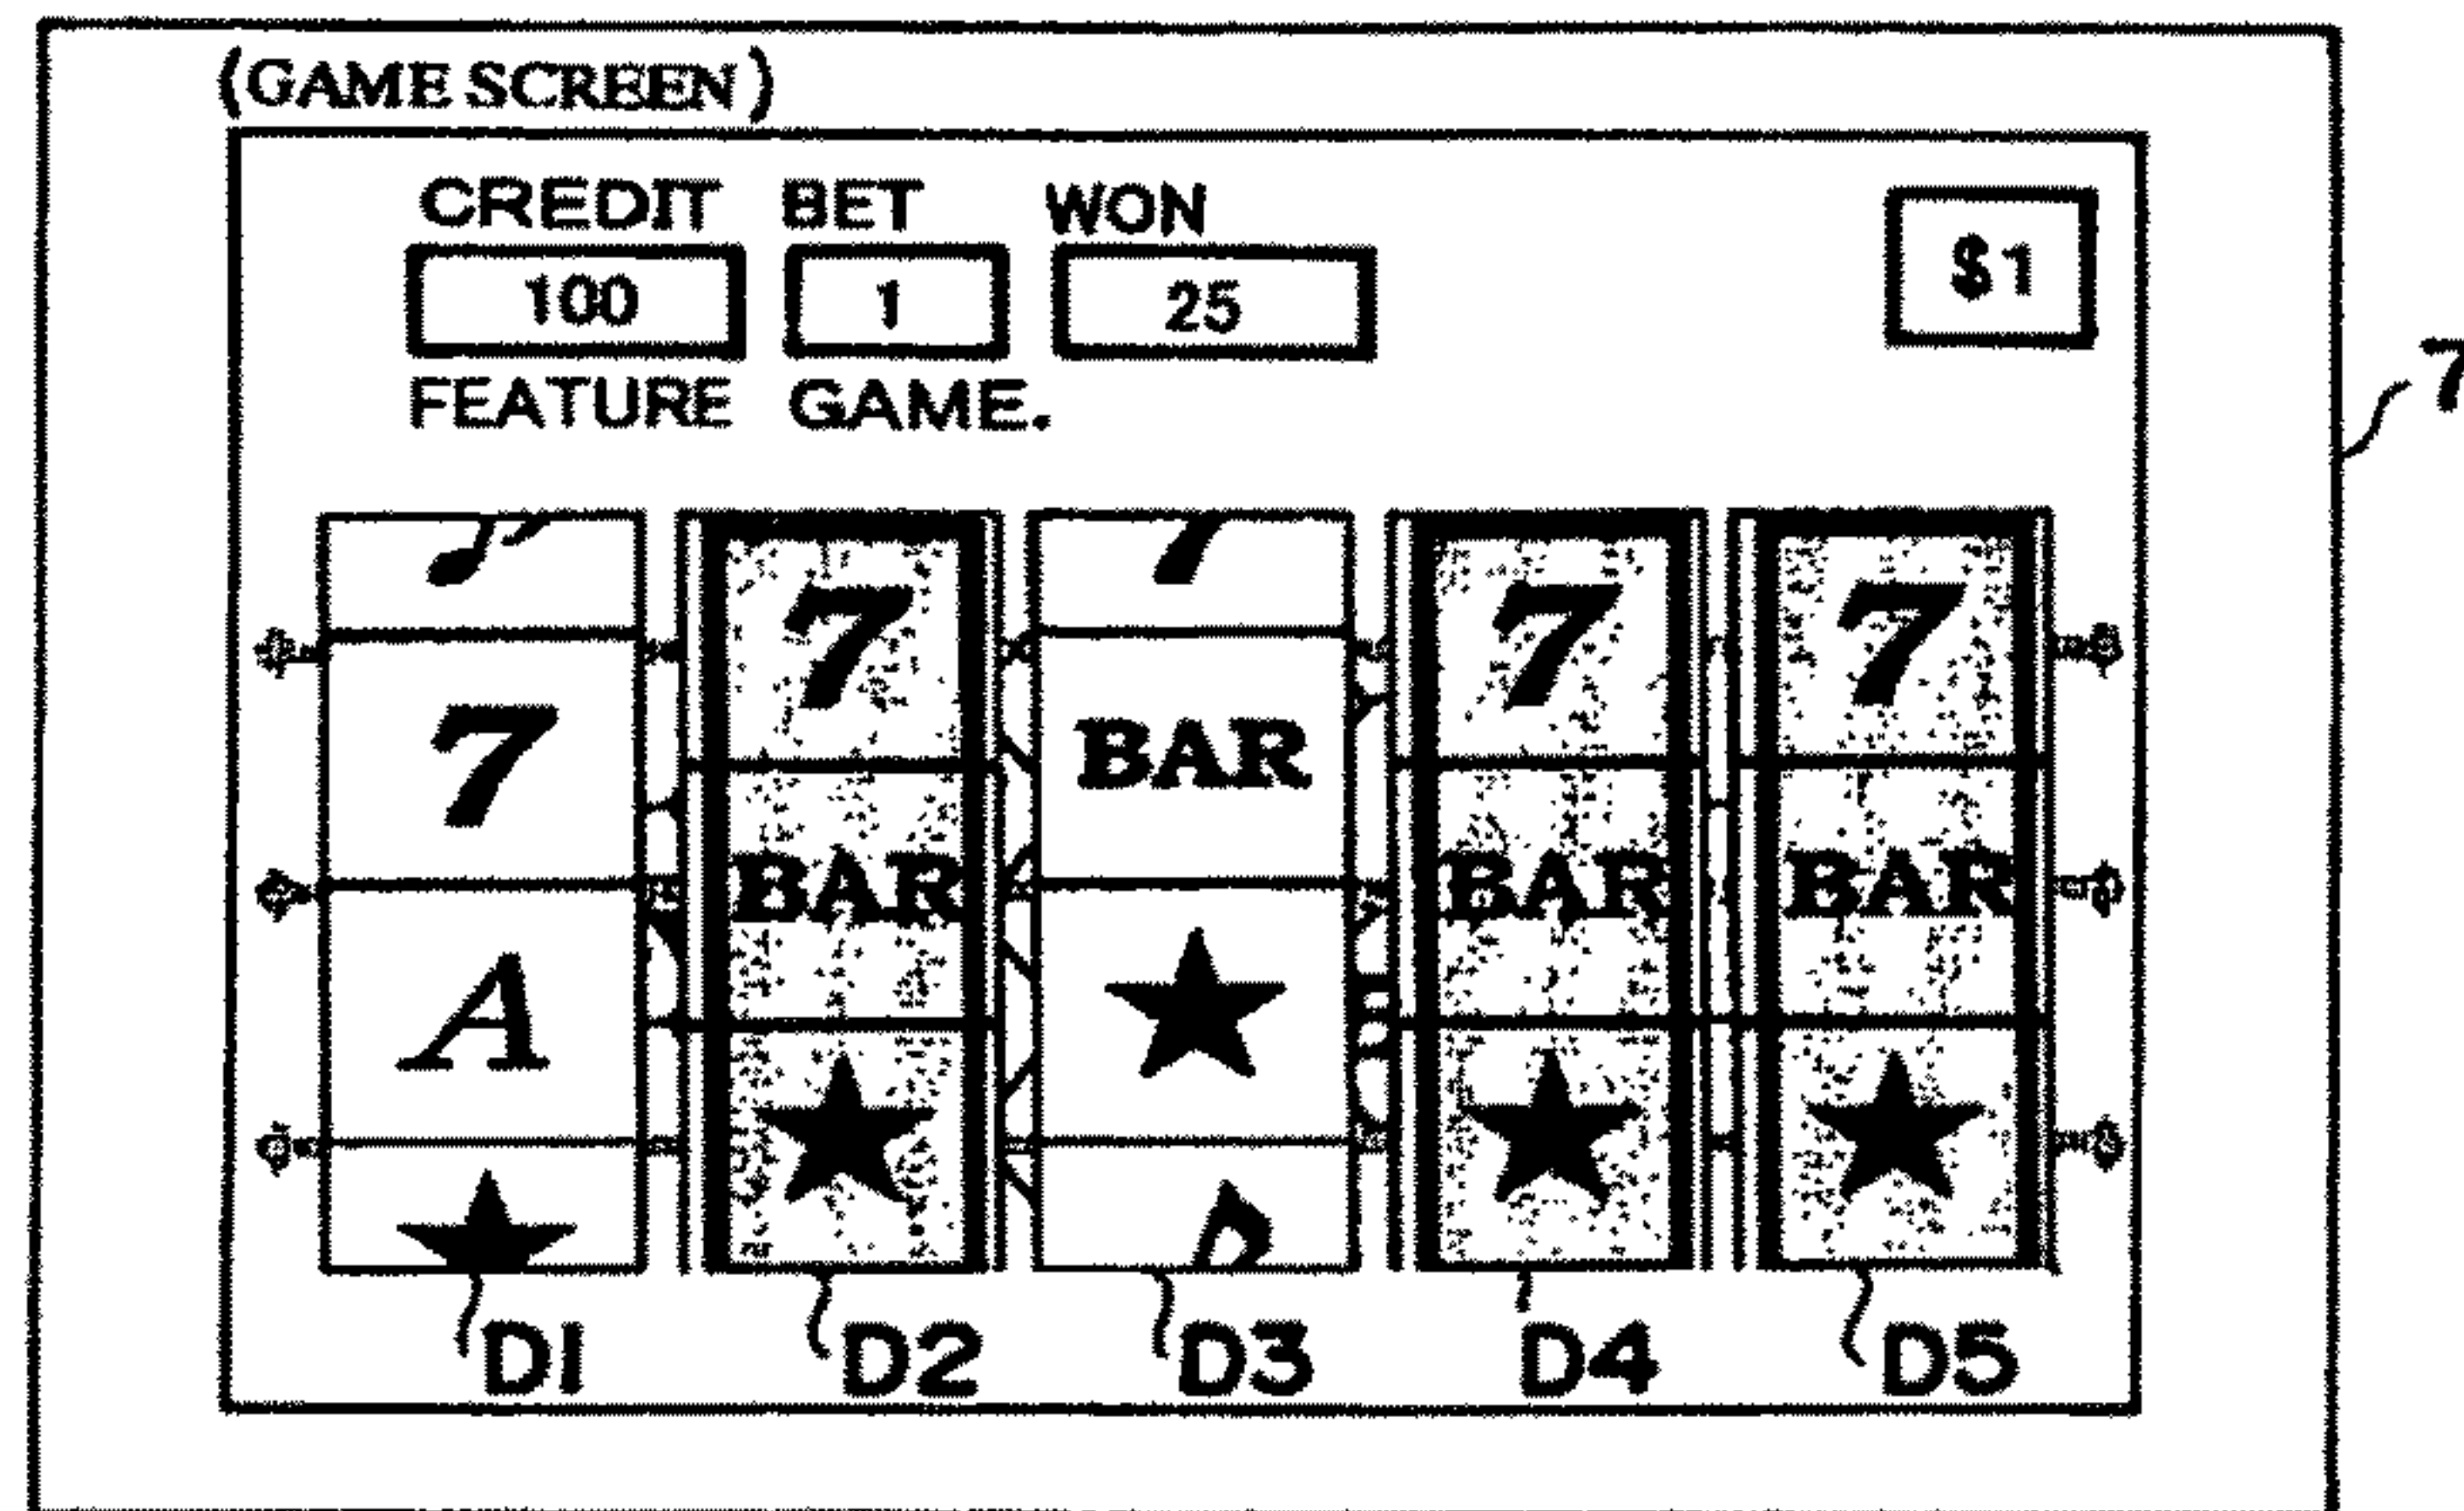 (GAME SCREEN)
CREDIT BET WON
100 1 25 $1
FEATURE GAME.
7
7 7 7 7
7 BAR
BAR BAR BAR
A
D1 D2 D3 D4 D5